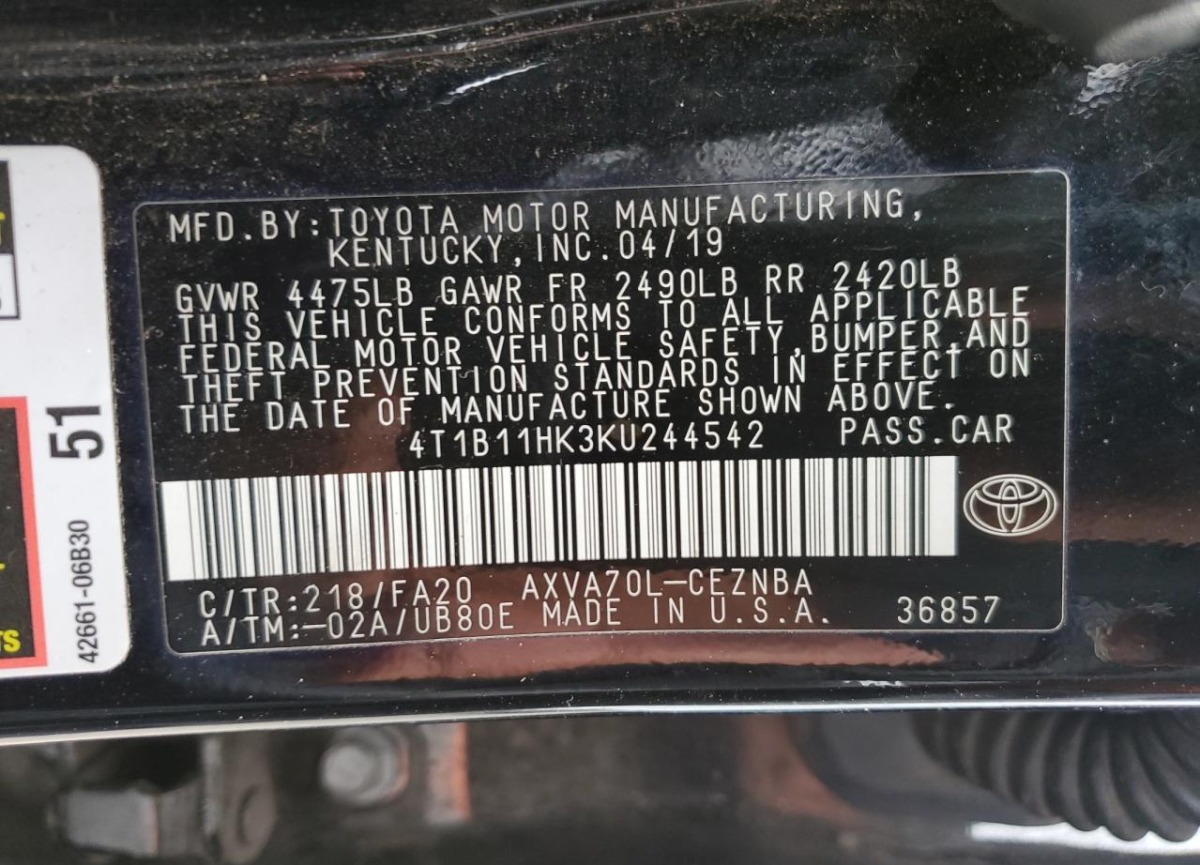 MFD.BY:TOYOTA MOTOR MANUFACTURING,
KENTUCKY,INC.04/19
GVWR 4475LB GAWR FR 2490LB RR 2420LB
THIS VEHICLE CONFORMS TO ALL APPLICABLE
FEDERAL MOTOR VEHICLE SAFETY,BUMPER,AND
THEFT PREVENTION STANDARDS IN EFFECT ON
THE DATE OF MANUFACTURE SHOWN ABOVE.
4T1B11HK3KU244542 PASS.CAR
C/TR:218/FA20 AXVA70L-CEZNBA
A/TM:-02A/UB80E MADE IN U.S.A. 36857
51
42661-06B30